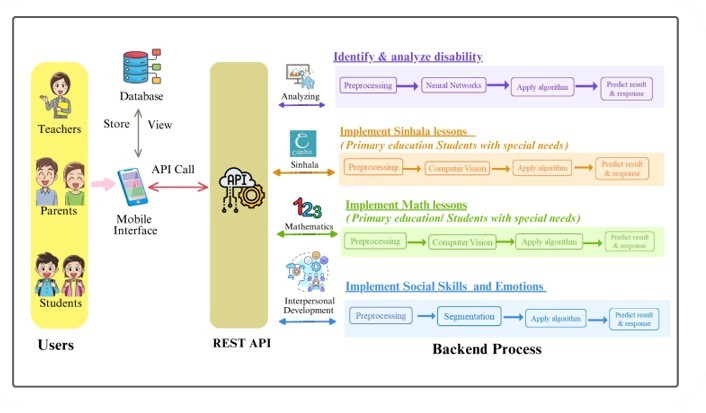 Teachers
Parents
Students
Users
Database
Store
View
Mobile
Interface
API Call
API
REST API
Analyzing
Identify & analyze disability
Preprocessing
Neural Networks
Apply algorithm
Predict result
& response
Sinhala
Implement Sinhala lessons
( Primary education Students with special needs)
Preprocessing
Computer Vision
Apply algorithm
Predict result
& response
123
Mathematics
Implement Math lessons
(Primary education/ Students with special needs)
Preprocessing
Computer Vision
Apply algorithm
Predict result
& response
Interpersonal
Development
Implement Social Skills and Emotions
Preprocessing
Segmentation
Apply algorithm
Predict result
& response
Backend Process